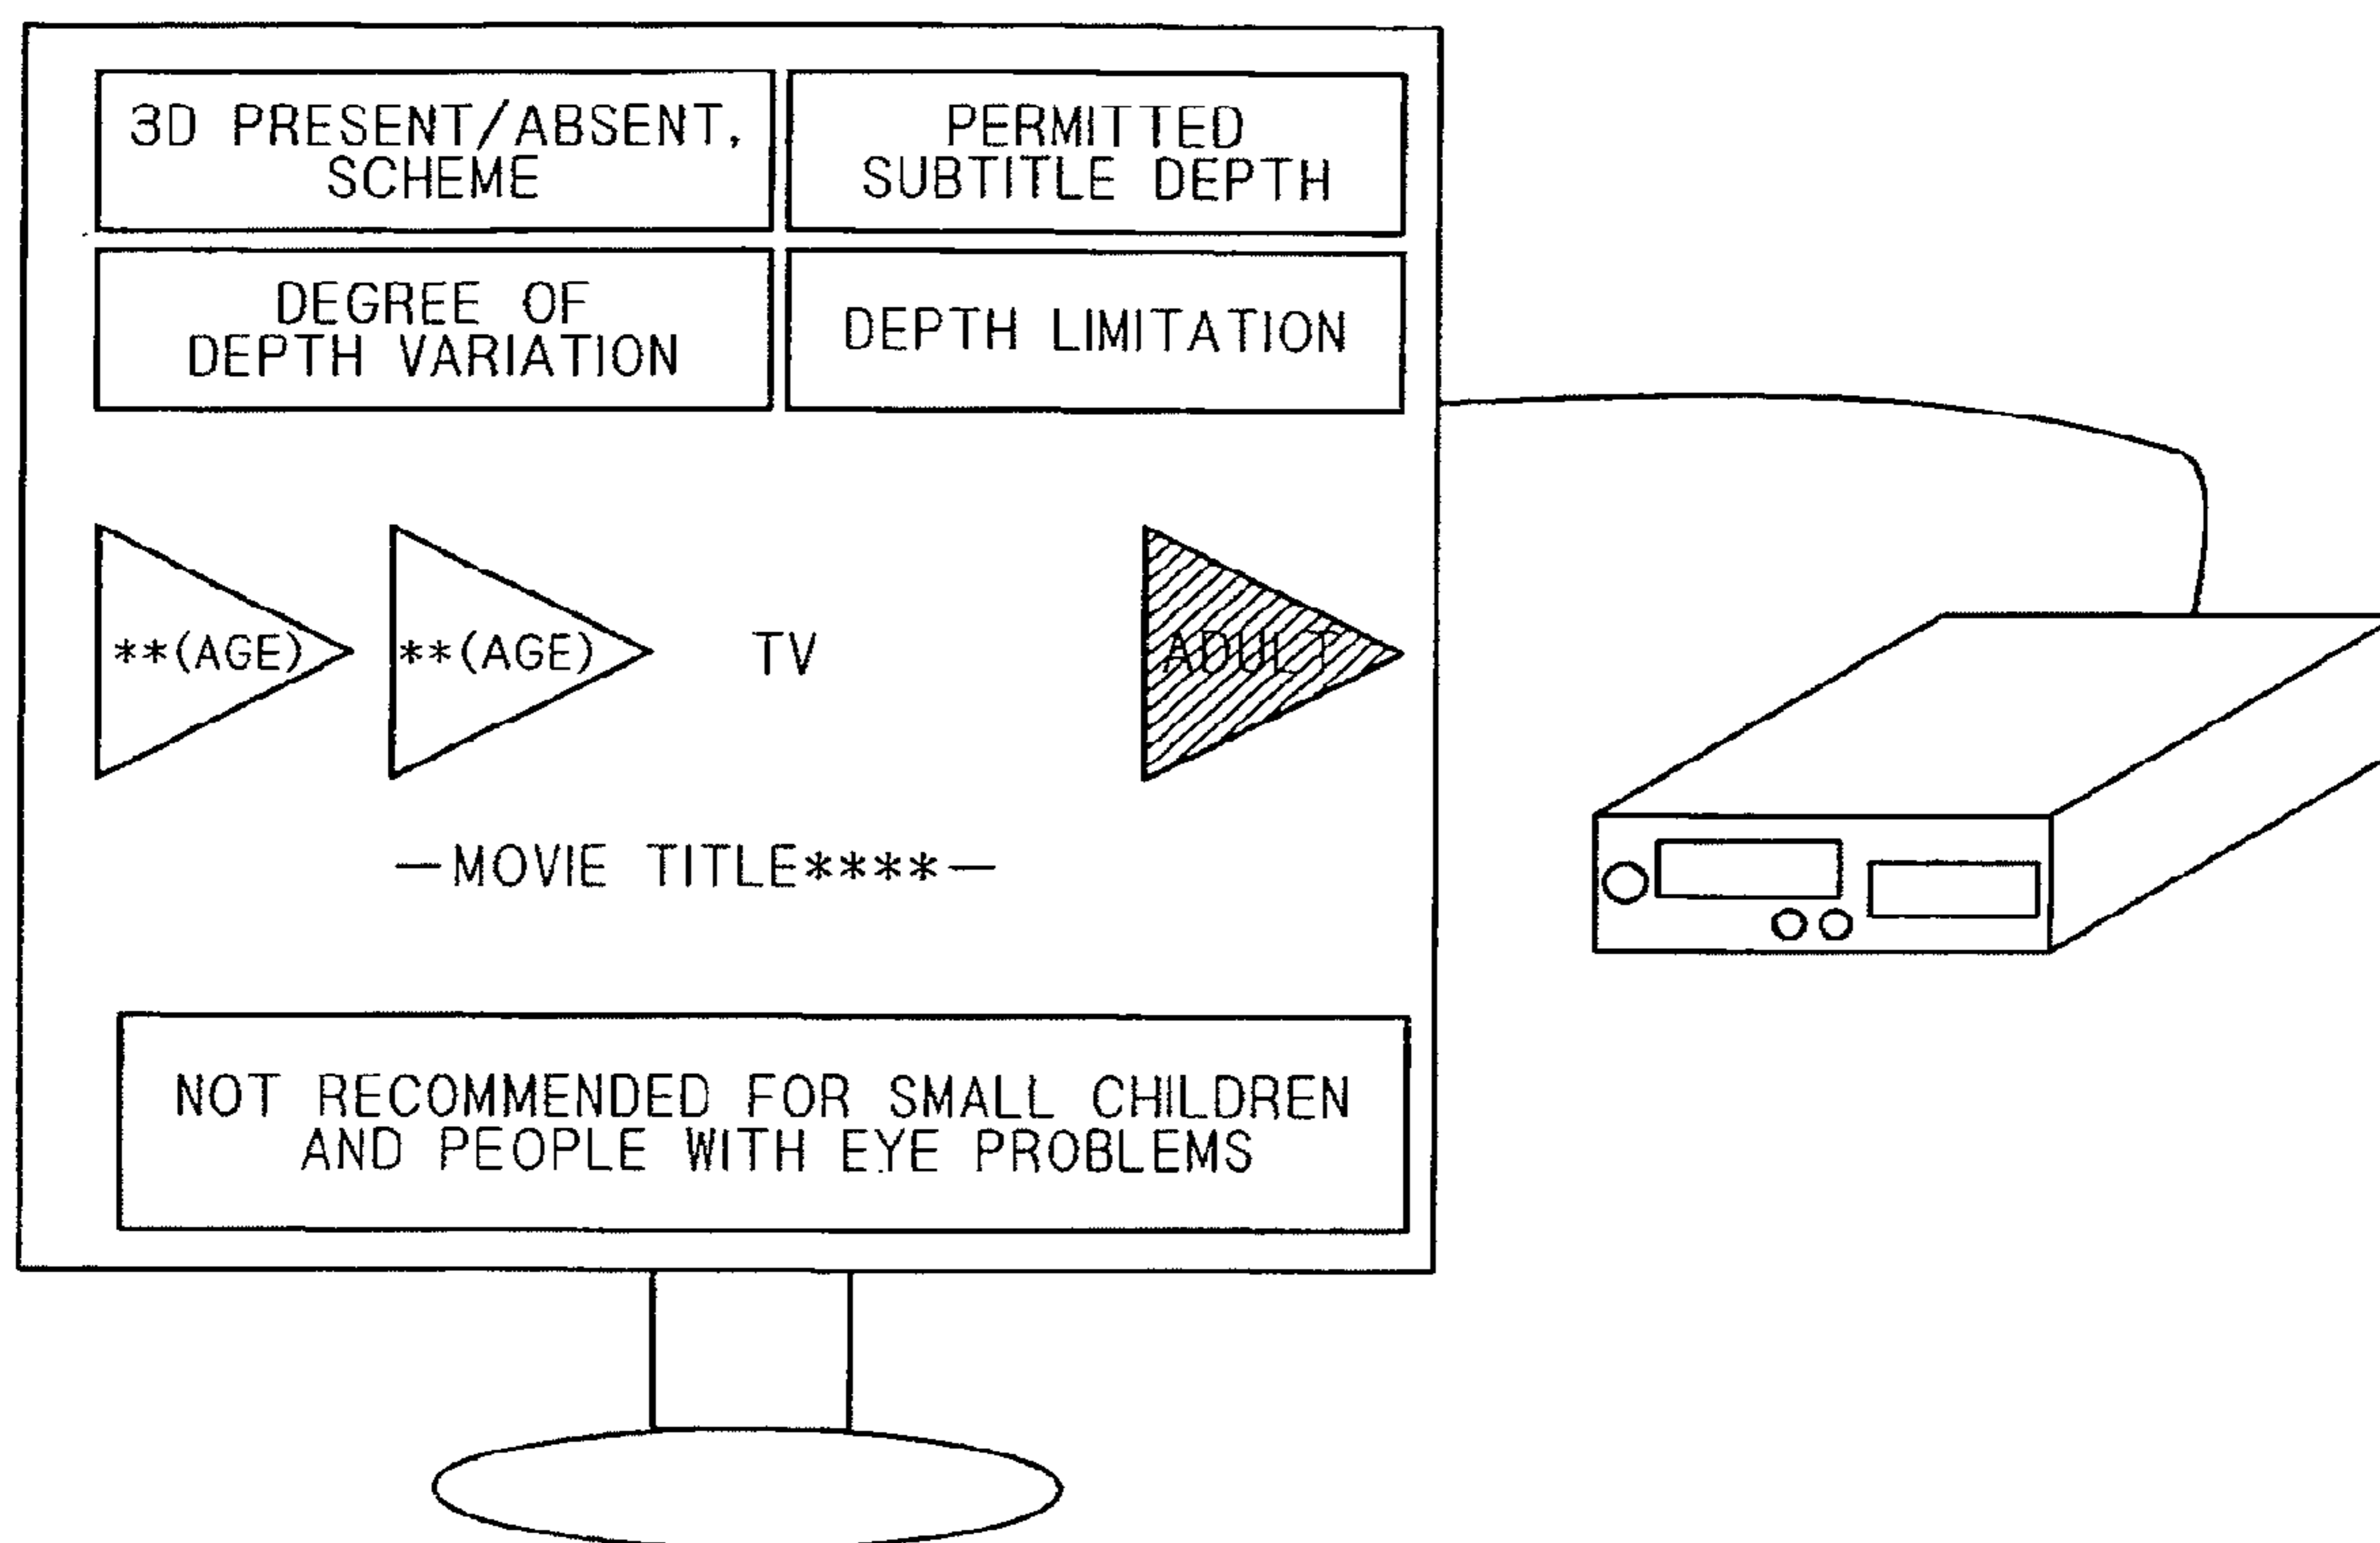 3D PRESENT/ABSENT,
SCHEME
PERMITTED
SUBTITLE DEPTH
DEGREE OF
DEPTH VARIATION
DEPTH LIMITATION
**(AGE)
**(AGE)
TV
ADULT
—MOVIE TITLE****—
NOT RECOMMENDED FOR SMALL CHILDREN
AND PEOPLE WITH EYE PROBLEMS